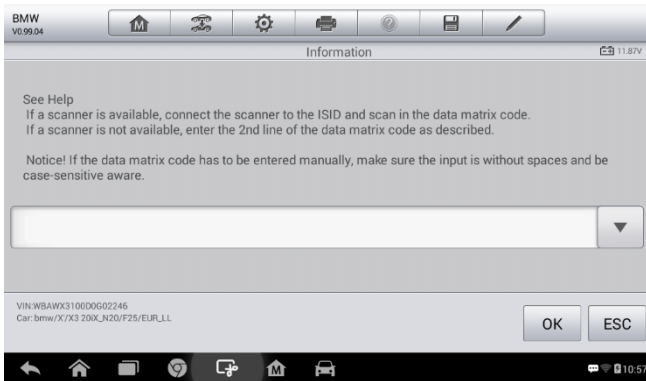 BMW
V0.99.04
M
Information
11.87V
See Help
If a scanner is available, connect the scanner to the ISID and scan in the data matrix code.
If a scanner is not available, enter the 2nd line of the data matrix code as described.
Notice! If the data matrix code has to be entered manually, make sure the input is without spaces and be
case-sensitive aware.
VIN:WBAWX3100D0G02246
Car: bmw/X'/X3 20iX_N20/F25/EUR_LL
OK
ESC
M
10:57